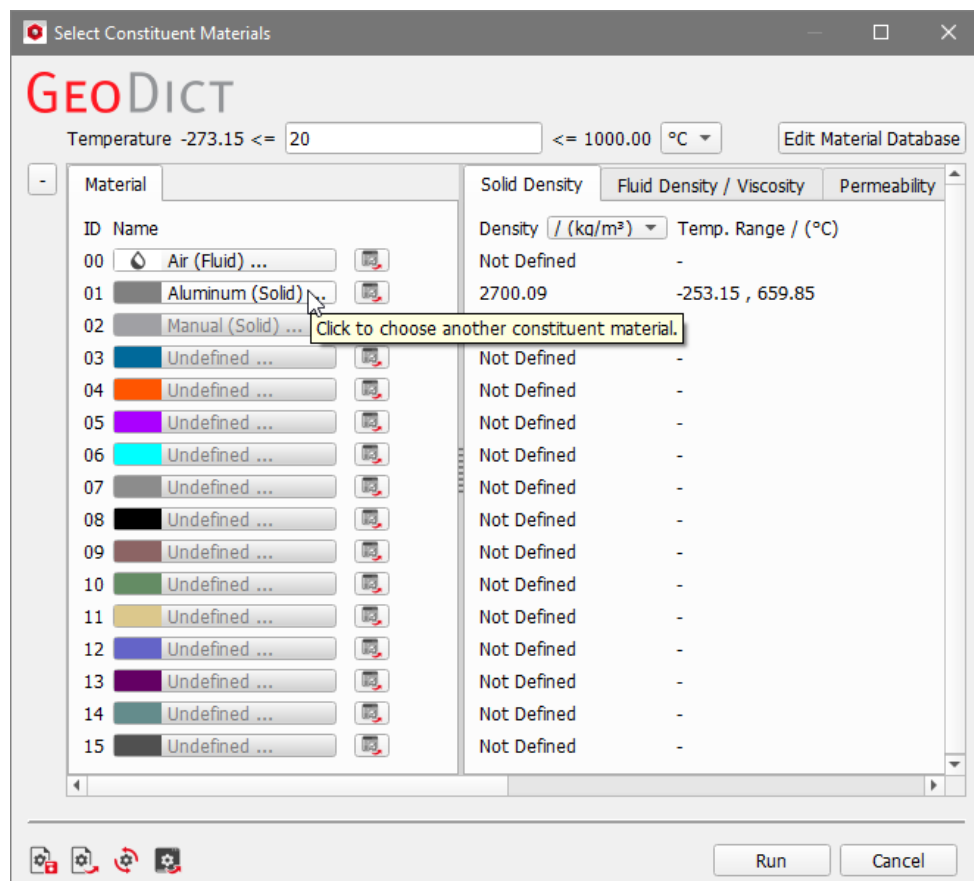 Select Constituent Materials
GEODICT
Temperature -273.15 <= 20 <= 1000.00 °C Edit Material Database
- Material Solid Density Fluid Density / Viscosity Permeability
ID Name Density / (kg/m³) Temp. Range / (°C)
00 Air (Fluid) ... Not Defined -
01 Aluminum (Solid) ... 2700.09 -253.15 , 659.85
02 Manual (Solid) ... Click to choose another constituent material.
03 Undefined ... Not Defined -
04 Undefined ... Not Defined -
05 Undefined ... Not Defined -
06 Undefined ... Not Defined -
07 Undefined ... Not Defined -
08 Undefined ... Not Defined -
09 Undefined ... Not Defined -
10 Undefined ... Not Defined -
11 Undefined ... Not Defined -
12 Undefined ... Not Defined -
13 Undefined ... Not Defined -
14 Undefined ... Not Defined -
15 Undefined ... Not Defined -
Run Cancel